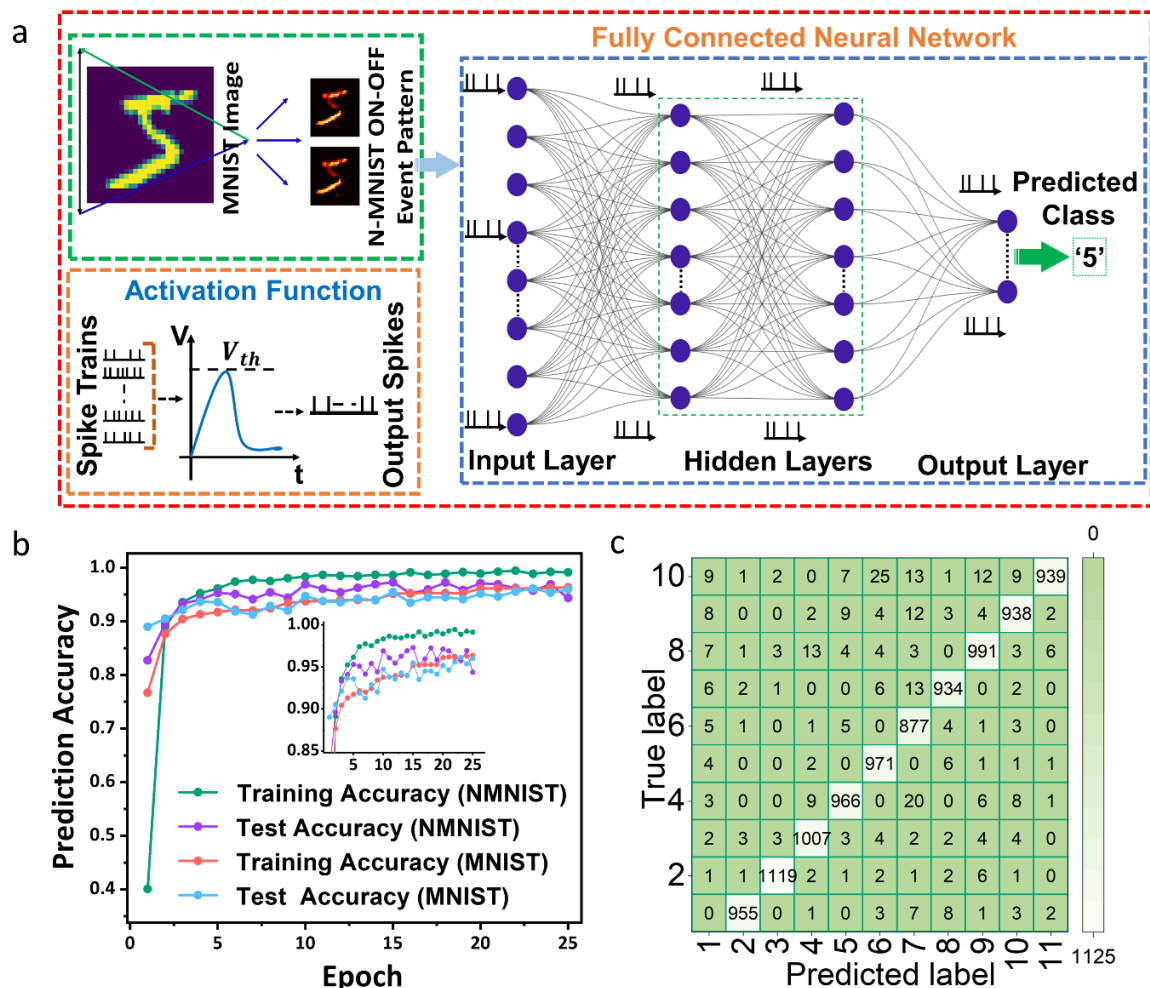 a
Fully Connected Neural Network
MNIST Image
N-MNIST ON-OFF
Event Pattern
Predicted
Class
‘5’
Input Layer
Hidden Layers
Output Layer
Activation Function
Spike Trains
V
V_th
t
Output Spikes
b
Prediction Accuracy
1.0
0.9
0.8
0.7
0.6
0.5
0.4
1.00
0.95
0.90
0.85
5 10 15 20 25
Training Accuracy (NMNIST)
Test Accuracy (NMNIST)
Training Accuracy (MNIST)
Test Accuracy (MNIST)
0 5 10 15 20 25
Epoch
c
True label
10 9 1 2 0 7 25 13 1 12 9 939
8 0 0 2 9 4 12 3 4 938 2
8 7 1 3 13 4 4 3 0 991 3 6
6 2 1 0 0 6 13 934 0 2 0
6 5 1 0 1 5 0 877 4 1 3 0
4 0 0 2 0 971 0 6 1 1 1
4 3 0 0 9 966 0 20 0 6 8 1
2 3 3 1007 3 4 2 2 4 4 0
2 1 1 1119 2 1 2 1 2 6 1 0
0 955 0 1 0 3 7 8 1 3 2
1 2 3 4 5 6 7 8 9 10 11
Predicted label
0
1125